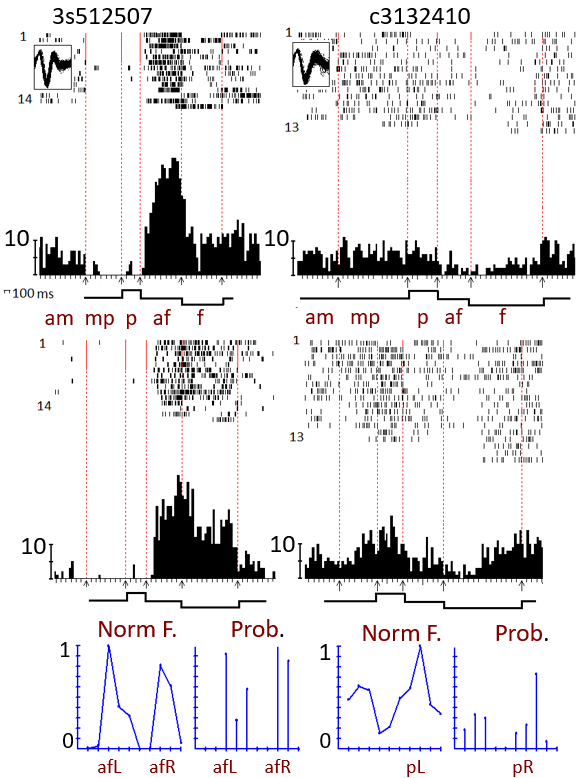 3s512507 c3132410
1 1
14 13
10 10
100 ms
am mp p af f am mp p af f
1 1
14 13
10 10
Norm F. Prob. Norm F. Prob.
1 1
0 0
afL afR afL afR pL pR